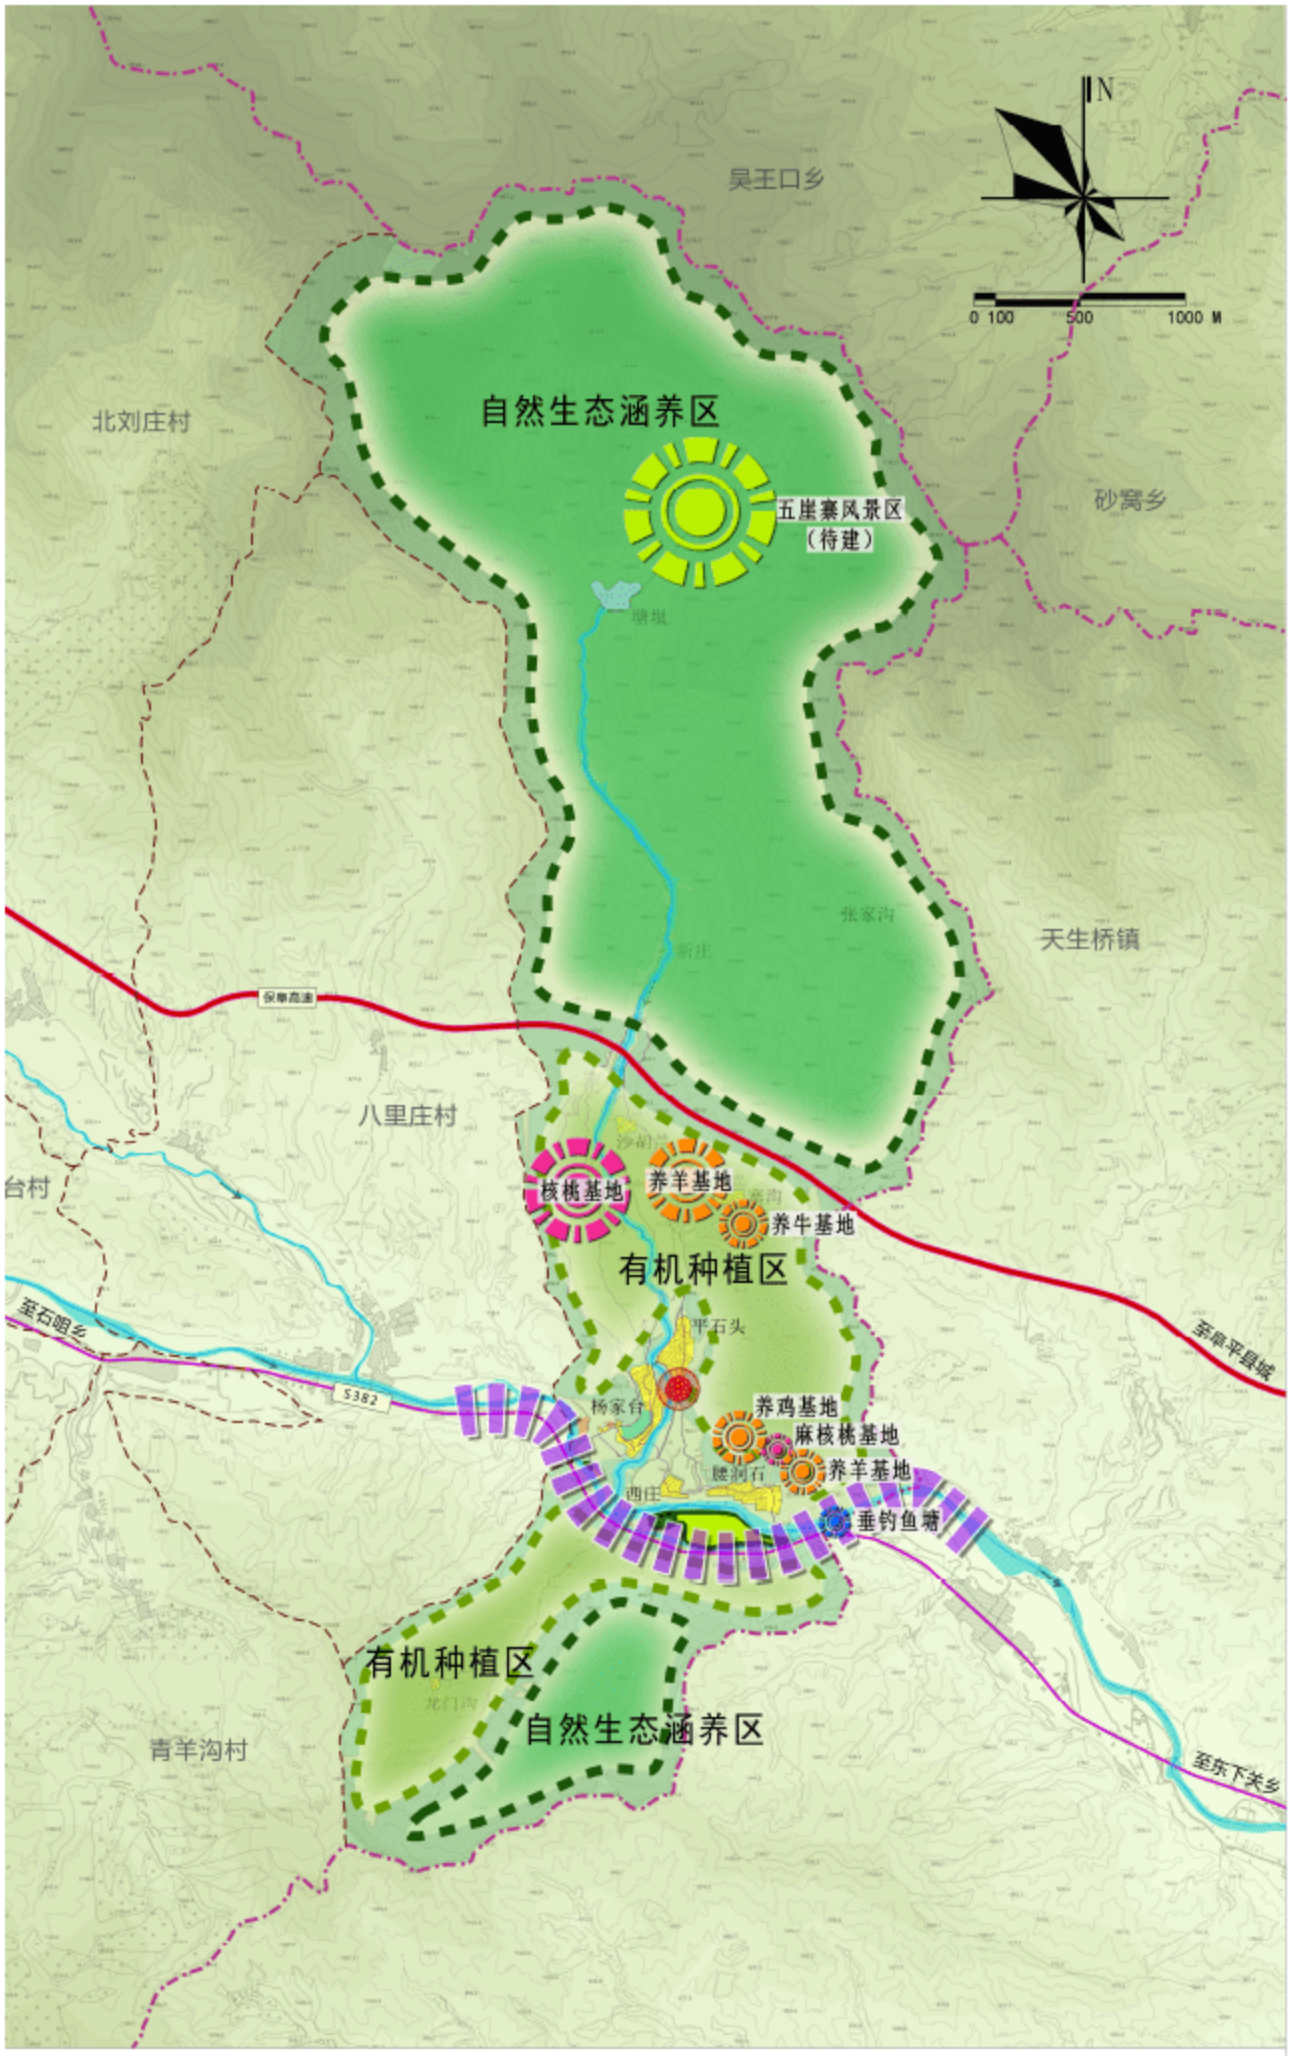 N
吴王口乡
0 100 500 1000 M
自然生态涵养区
北刘庄村
砂窝乡
五崖寨风景区
(待建)
塘坝
张家沟
天生桥镇
新庄
保阜高速
八里庄村
台村
核桃基地
养羊基地
养牛基地
有机种植区
至石咀乡
平石头
至阜平县城
S382
杨家台
养鸡基地
麻核桃基地
腰涧石
养羊基地
西庄
垂钓鱼塘
有机种植区
龙门沟
自然生态涵养区
青羊沟村
至东下关乡